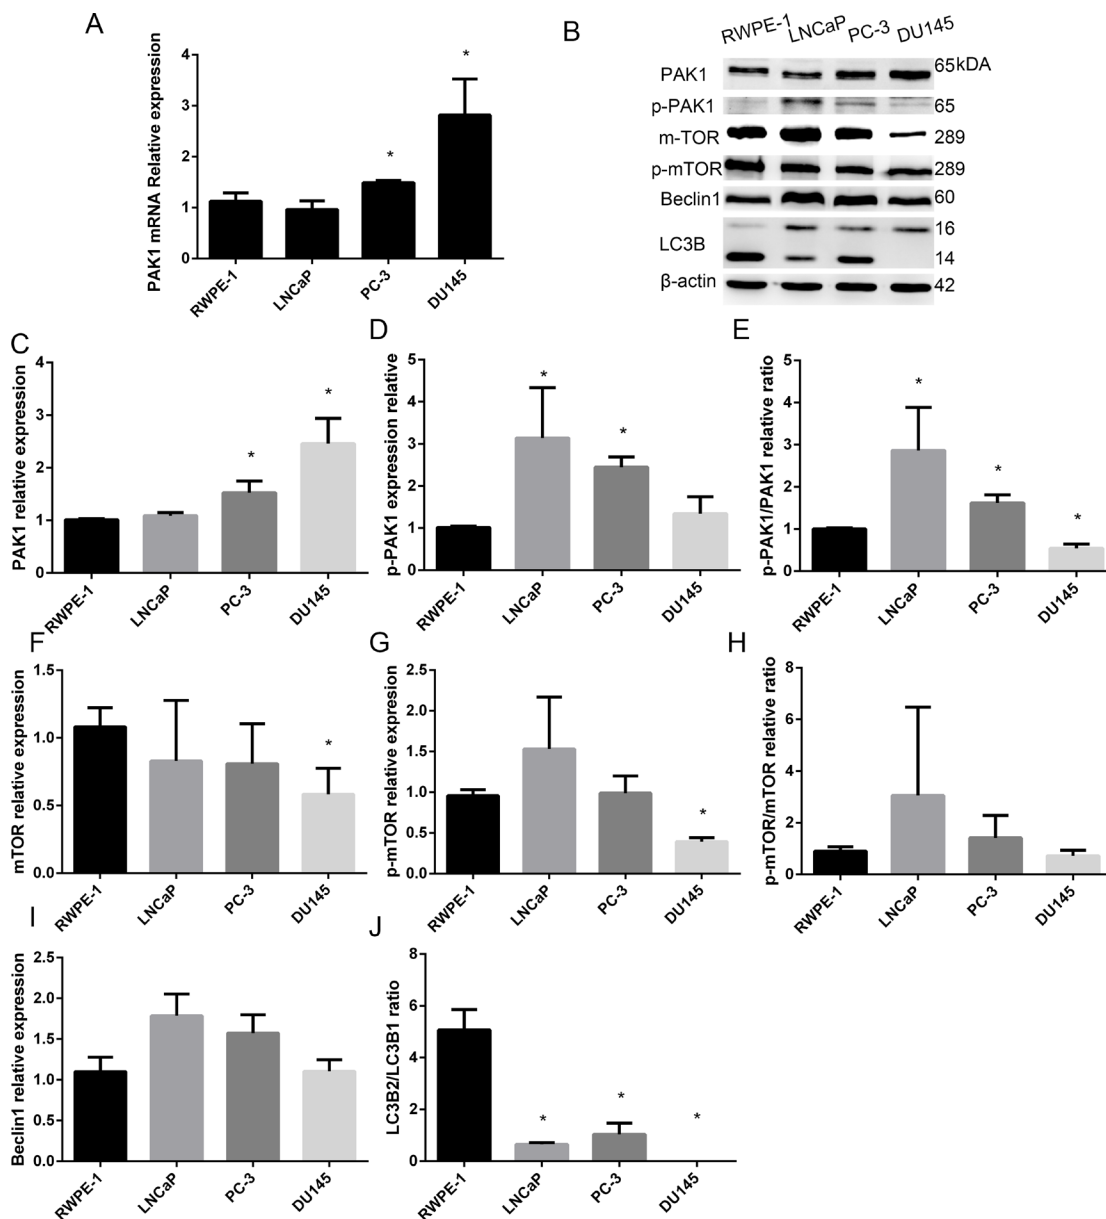 A
PAK1 mRNA Relative expression
4
3
2
1
0
*
*
RWPE-1
LNCaP
PC-3
DU145
B
RWPE-1
LNCaP
PC-3
DU145
PAK1
65kDA
p-PAK1
65
m-TOR
289
p-mTOR
289
Beclin1
60
LC3B
16
14
β-actin
42
C
PAK1 relative expression
4
3
2
1
0
*
*
RWPE-1
LNCaP
PC-3
DU145
D
p-PAK1 expression relative
5
4
3
2
1
0
*
*
RWPE-1
LNCaP
PC-3
DU145
E
p-PAK1/PAK1 relative ratio
5
4
3
2
1
0
*
*
*
RWPE-1
LNCaP
PC-3
DU145
F
mTOR relative expression
1.5
1.0
0.5
0.0
*
RWPE-1
LNCaP
PC-3
DU145
G
p-mTOR relative expresion
2.5
2.0
1.5
1.0
0.5
0.0
*
RWPE-1
LNCaP
PC-3
DU145
H
p-mTOR/mTOR relative ratio
8
6
4
2
0
RWPE-1
LNCaP
PC-3
DU145
I
Beclin1 relative expression
2.5
2.0
1.5
1.0
0.5
0.0
RWPE-1
LNCaP
PC-3
DU145
J
LC3B2/LC3B1 ratio
8
6
4
2
0
*
*
*
RWPE-1
LNCaP
PC-3
DU145